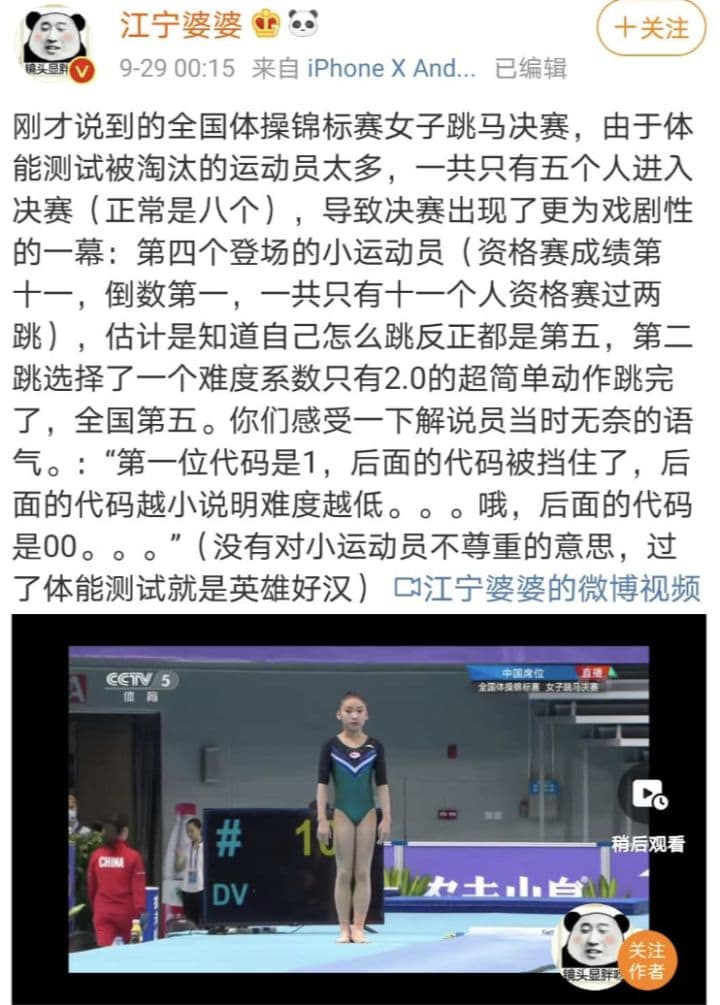 江宁婆婆
+关注
镜头显胖
9-29 00:15 来自 iPhone X And... 已编辑
刚才说到的全国体操锦标赛女子跳马决赛，由于体
能测试被淘汰的运动员太多，一共只有五个人进入
决赛（正常是八个），导致决赛出现了更为戏剧性
的一幕：第四个登场的小运动员（资格赛成绩第
十一，倒数第一，一共只有十一个人资格赛过两
跳），估计是知道自己怎么跳反正都是第五，第二
跳选择了一个难度系数只有2.0的超简单动作跳完
了，全国第五。你们感受一下解说员当时无奈的语
气。：“第一位代码是1，后面的代码被挡住了，后
面的代码越小说明难度越低。。。哦，后面的代码
是00。。。”（没有对小运动员不尊重的意思，过
了体能测试就是英雄好汉）江宁婆婆的微博视频
CCTV 5
体育
中国席位 直播
全国体操锦标赛 女子跳马决赛
A
稍后观看
# 10
CHINA
DV
农夫山泉
镜头显胖
关注
作者